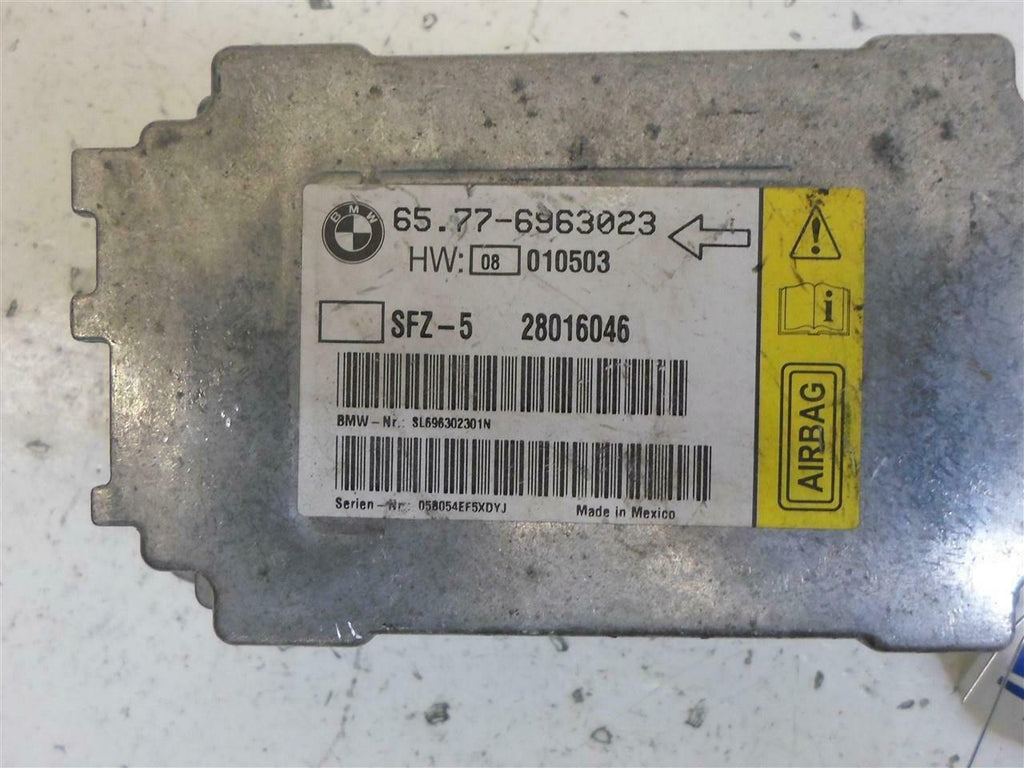 BMW 65.77-6963023
HW: 08 010503
SFZ-5 28016046
BMW-Nr.: SL696302301N
Serien-Nr.: 058054EF5XDYJ Made in Mexico
AIRBAG